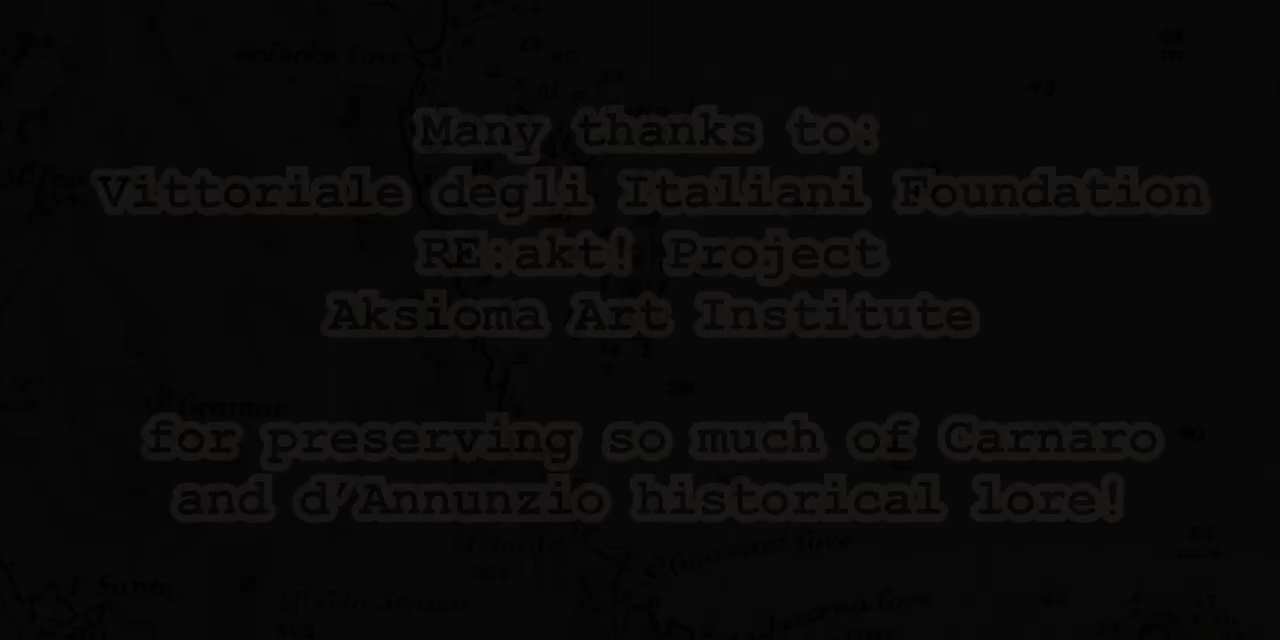 Many thanks to:
Vittoriale degli Italiani Foundation
RE:akt! Project
Aksioma Art Institute
for preserving so much of Carnaro
and d’Annunzio historical lore!